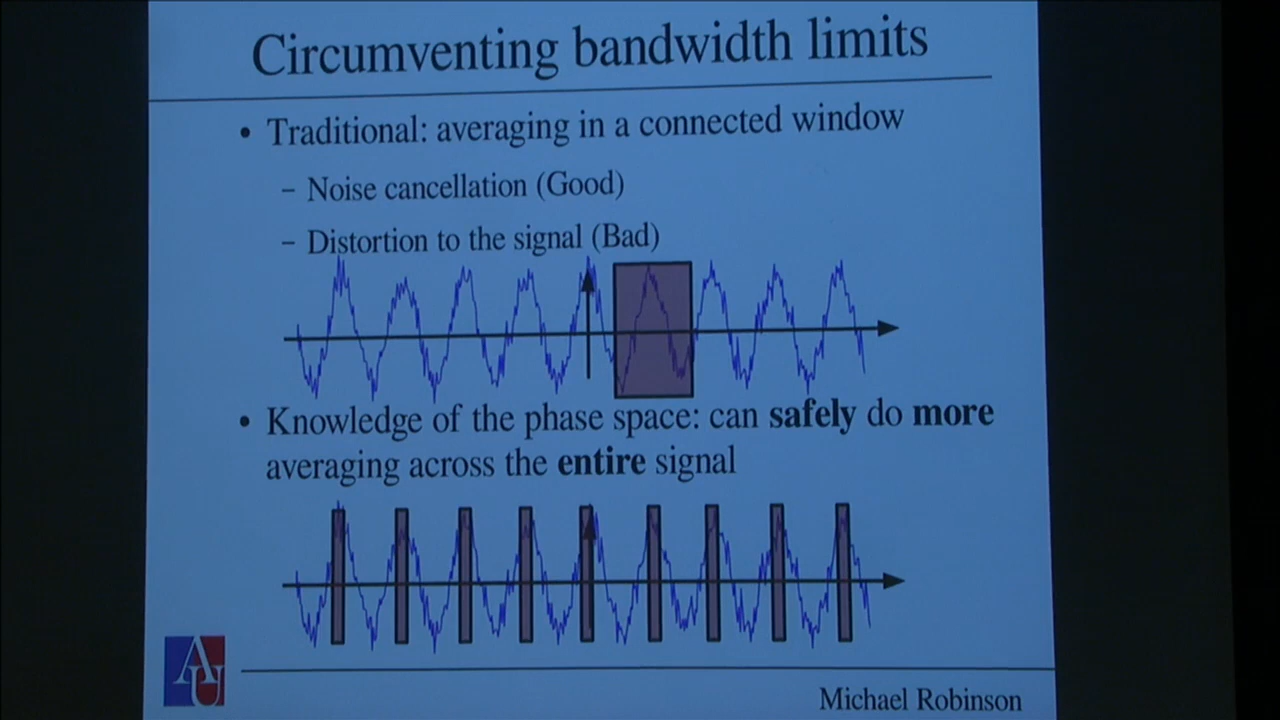 Circumventing bandwidth limits
• Traditional: averaging in a connected window
– Noise cancellation (Good)
– Distortion to the signal (Bad)
• Knowledge of the phase space: can safely do more
averaging across the entire signal
AU
Michael Robinson